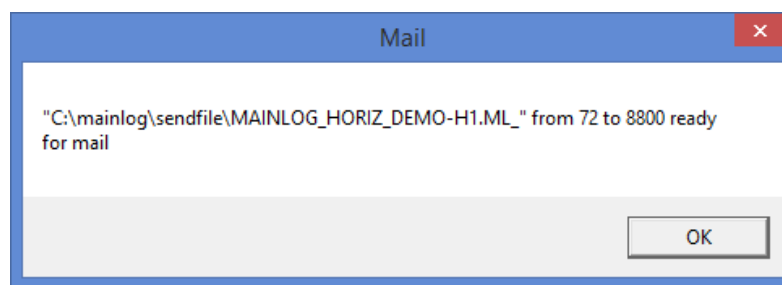 Mail
"C:\mainlog\sendfile\MAINLOG_HORIZ_DEMO-H1.ML_" from 72 to 8800 ready
for mail
OK